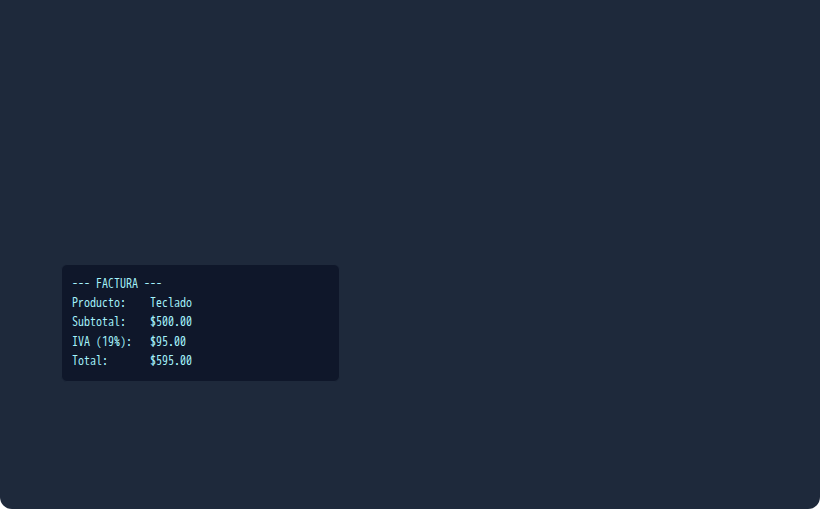 --- FACTURA ---
Producto: Teclado
Subtotal: $500.00
IVA (19%): $95.00
Total: $595.00